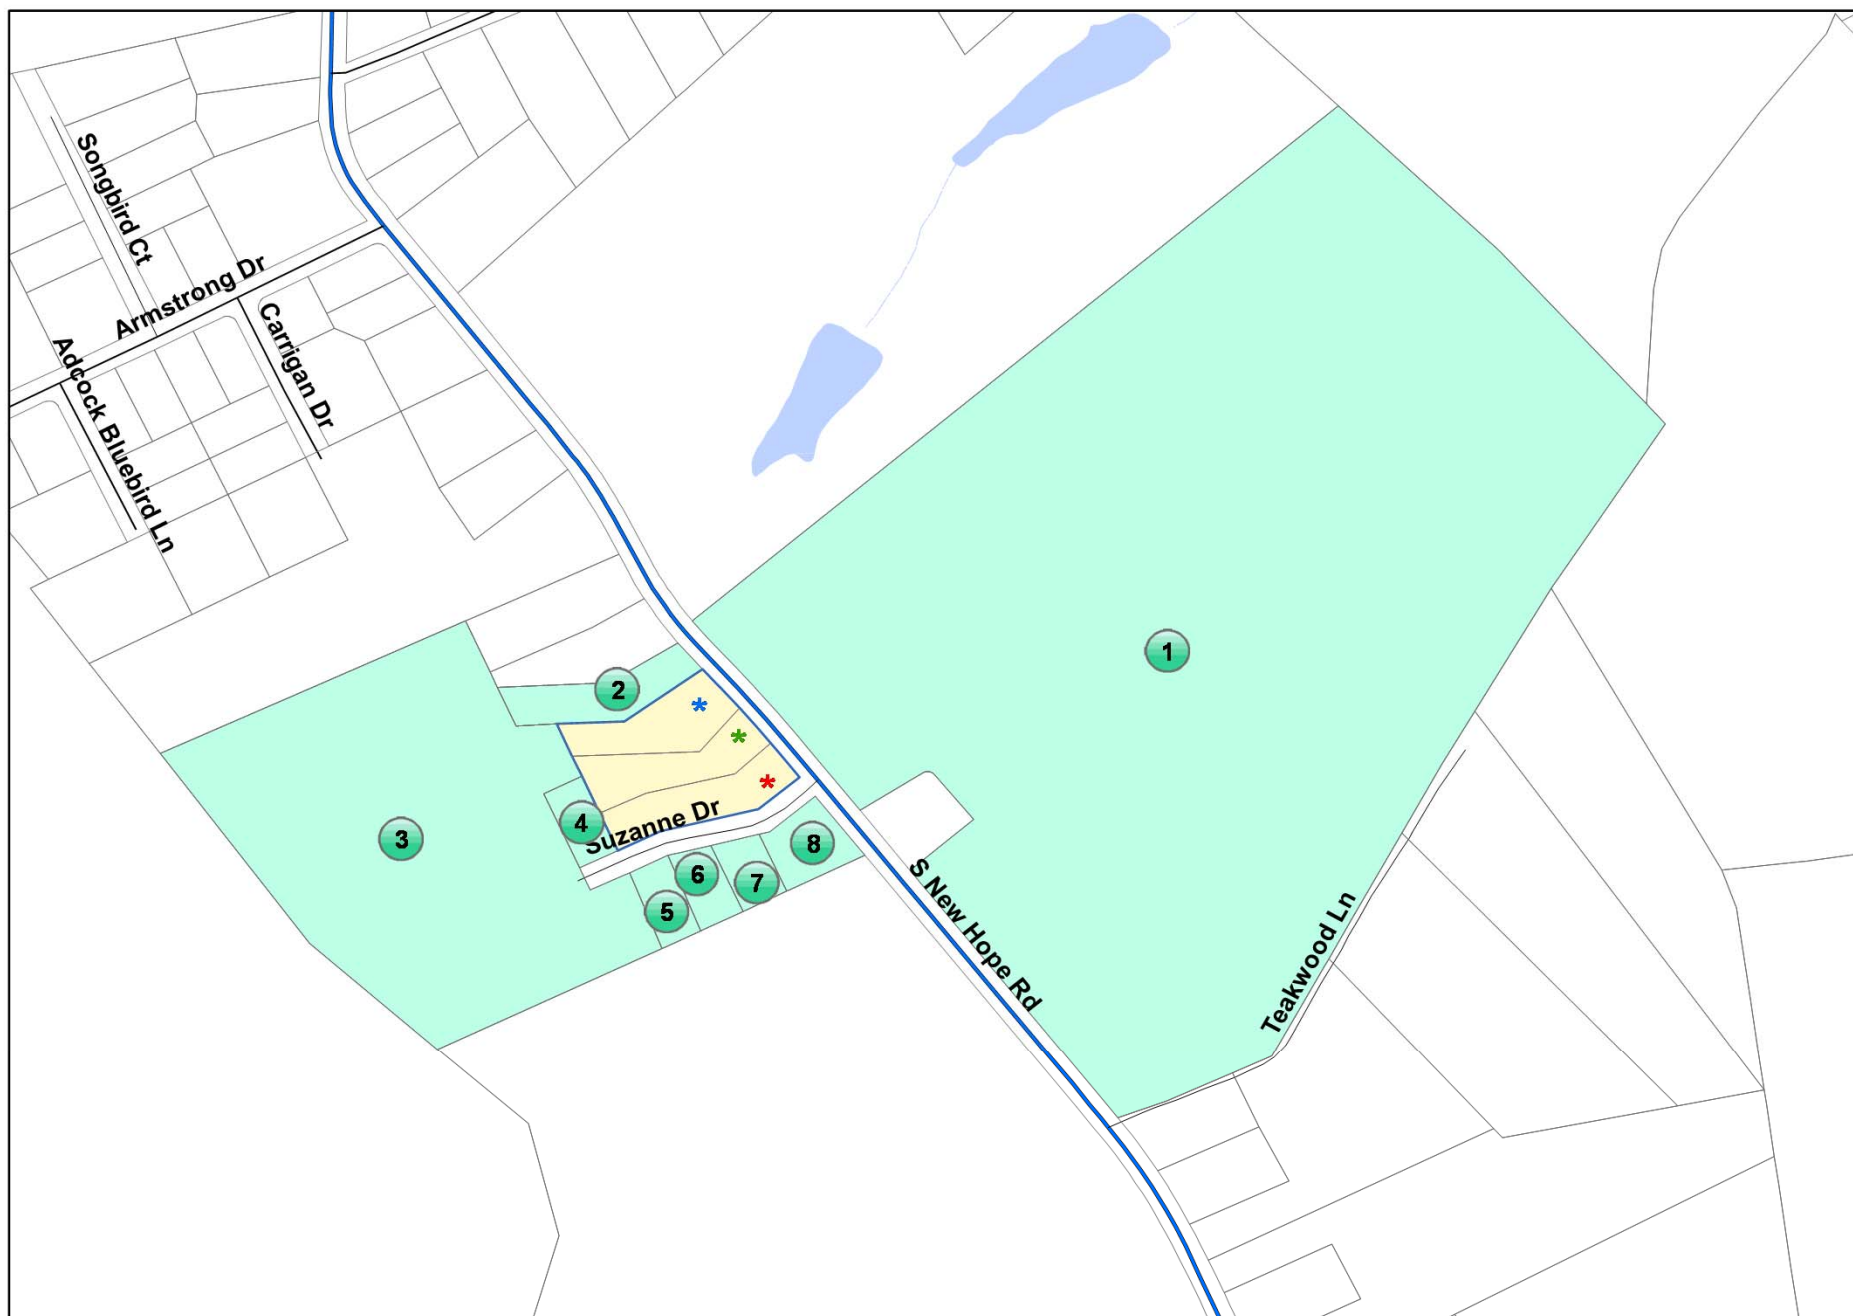 Songbird Ct
Armstrong Dr
Carrigan Dr
Adcock Bluebird Ln
1
2
*
*
*
3
4
Suzanne Dr
8
6
7
5
S New Hope Rd
Teakwood Ln